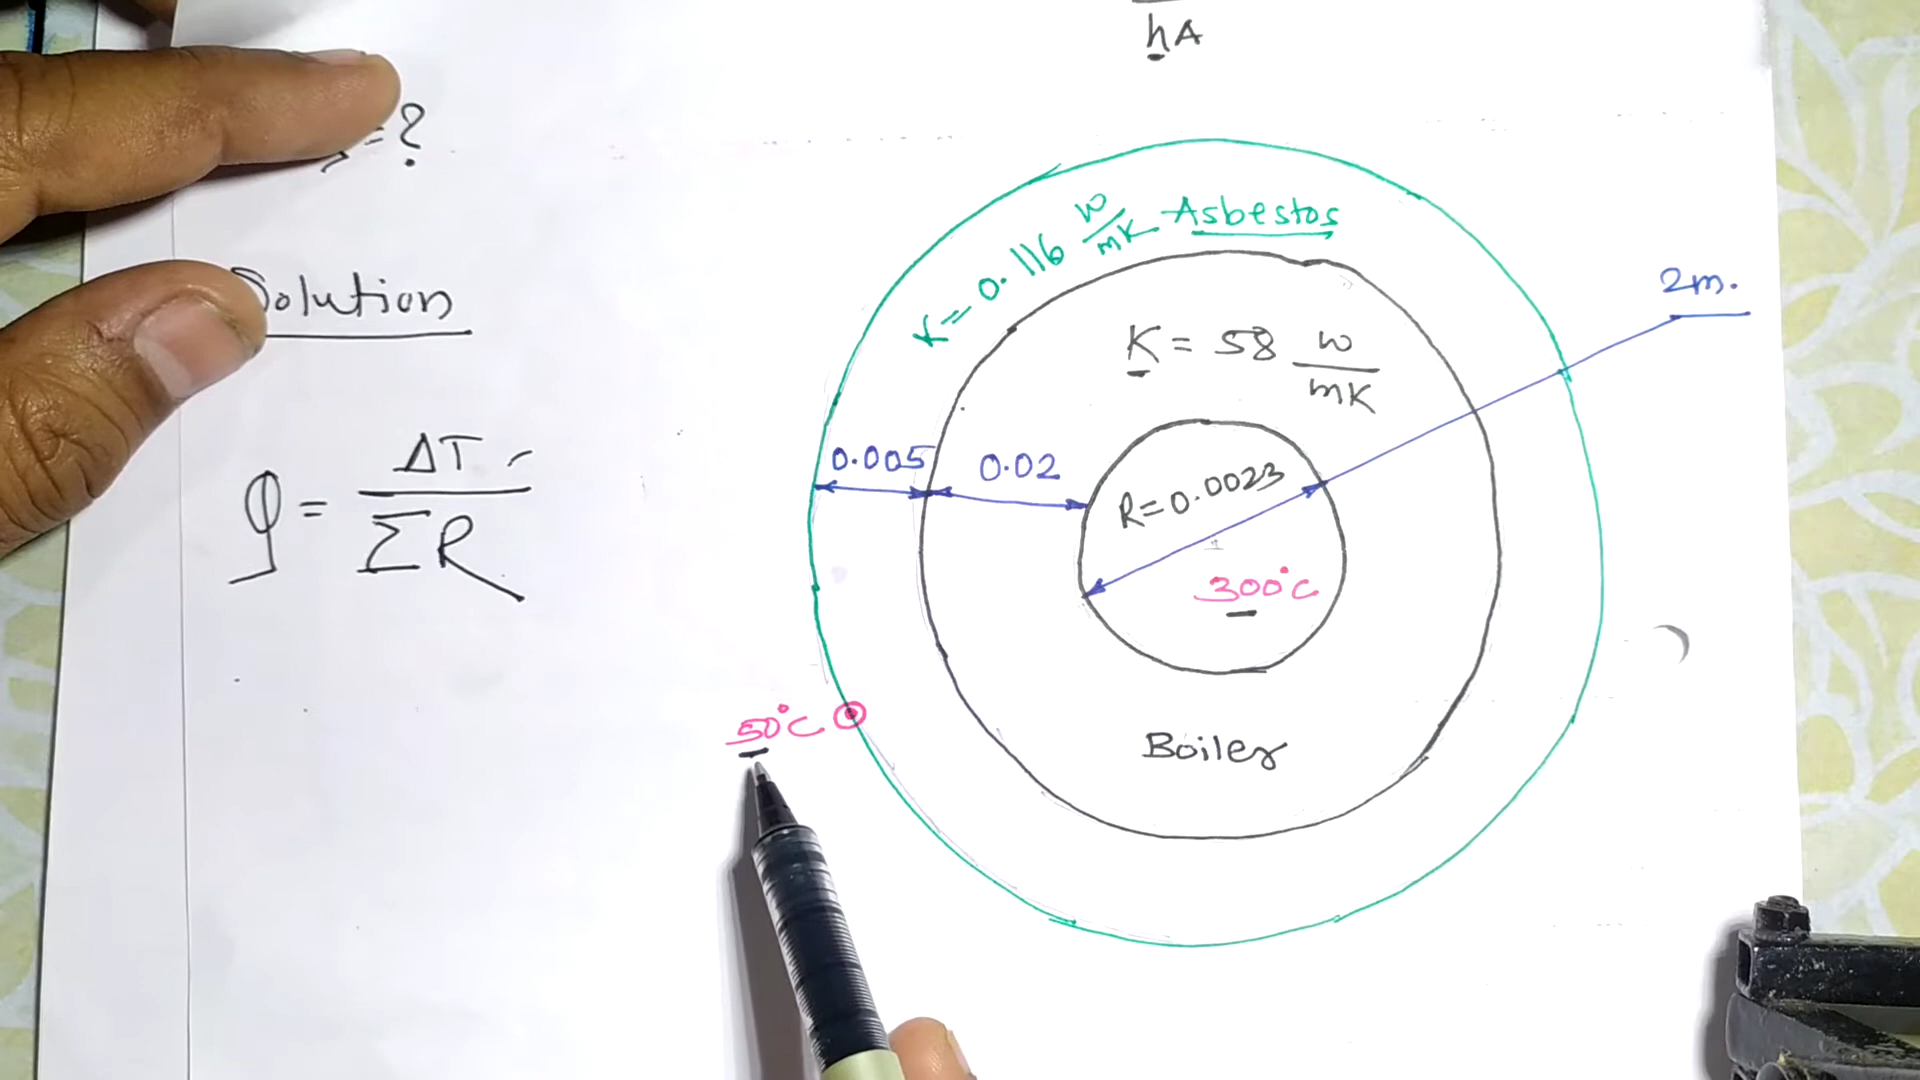 hA
=?
Solution
Q = ΔT / ΣR
K = 0.116 W/mK Asbestos
2m.
K = 58 W/mK
0.005
0.02
R = 0.0023
300°C
50°C
Boiler